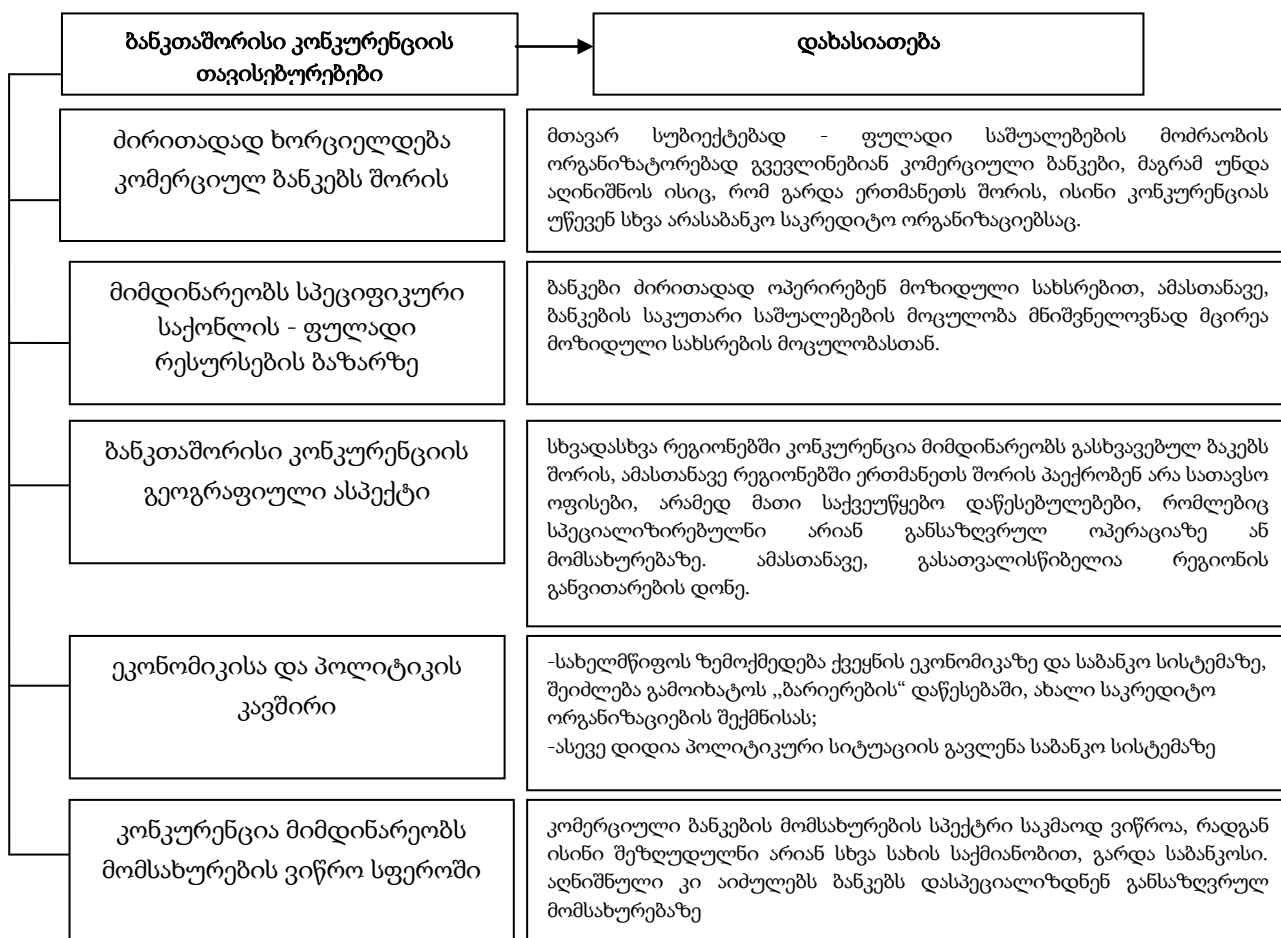 ბანკთაშორისი კონკურენციის
თავისებურებები
დახასიათება
ძირითადად ხორციელდება
კომერციულ ბანკებს შორის
მთავარ სუბიექტებად - ფულადი საშუალებების მოძრაობის
ორგანიზატორებად გვევლინებიან კომერციული ბანკები, მაგრამ უნდა
აღინიშნოს ისიც, რომ გარდა ერთმანეთს შორის, ისინი კონკურენციას
უწევენ სხვა არასაბანკო საკრედიტო ორგანიზაციებსაც.
მიმდინარეობს სპეციფიკური
საქონლის - ფულადი
რესურსების ბაზარზე
ბანკები ძირითადად ოპერირებენ მოზიდული სახსრებით, ამასთანავე,
ბანკების საკუთარი საშუალებების მოცულობა მნიშვნელოვნად მცირეა
მოზიდული სახსრების მოცულობასთან.
ბანკთაშორისი კონკურენციის
გეოგრაფიული ასპექტი
სხვადასხვა რეგიონებში კონკურენცია მიმდინარეობს გასხვავებულ ბაკებს
შორის, ამასთანავე რეგიონებში ერთმანეთს შორის პაექრობენ არა სათავსო
ოფისები, არამედ მათი საქვეუწყებო დაწესებულებები, რომლებიც
სპეციალიზირებულნი არიან განსაზღვრულ ოპერაციაზე ან
მომსახურებაზე. ამასთანავე, გასათვალისწიბელია რეგიონის
განვითარების დონე.
ეკონომიკისა და პოლიტიკის
კავშირი
-სახელმწიფოს ზემოქმედება ქვეყნის ეკონომიკაზე და საბანკო სისტემაზე,
შეიძლება გამოიხატოს ,,ბარიერების“ დაწესებაში, ახალი საკრედიტო
ორგანიზაციების შექმნისას;
-ასევე დიდია პოლიტიკური სიტუაციის გავლენა საბანკო სისტემაზე
კონკურენცია მიმდინარეობს
მომსახურების ვიწრო სფეროში
კომერციული ბანკების მომსახურების სპექტრი საკმაოდ ვიწროა, რადგან
ისინი შეზღუდულნი არიან სხვა სახის საქმიანობით, გარდა საბანკოსი.
აღნიშნული კი აიძულებს ბანკებს დასპეციალიზდნენ განსაზღვრულ
მომსახურებაზე